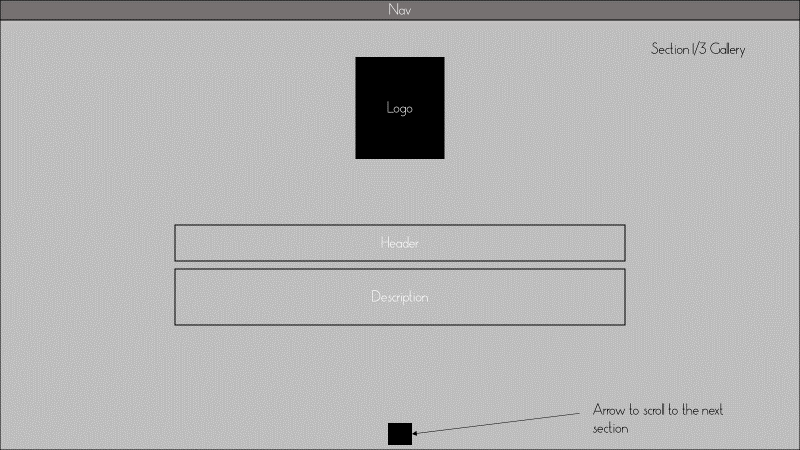 Nav
Section 1/3 Gallery
Logo
Header
Description
Arrow to scroll to the next
section